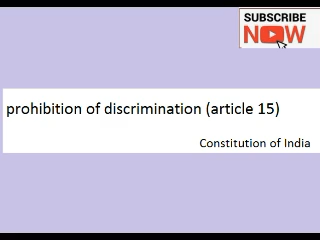 SUBSCRIBE
NOW
prohibition of discrimination (article 15)
Constitution of India